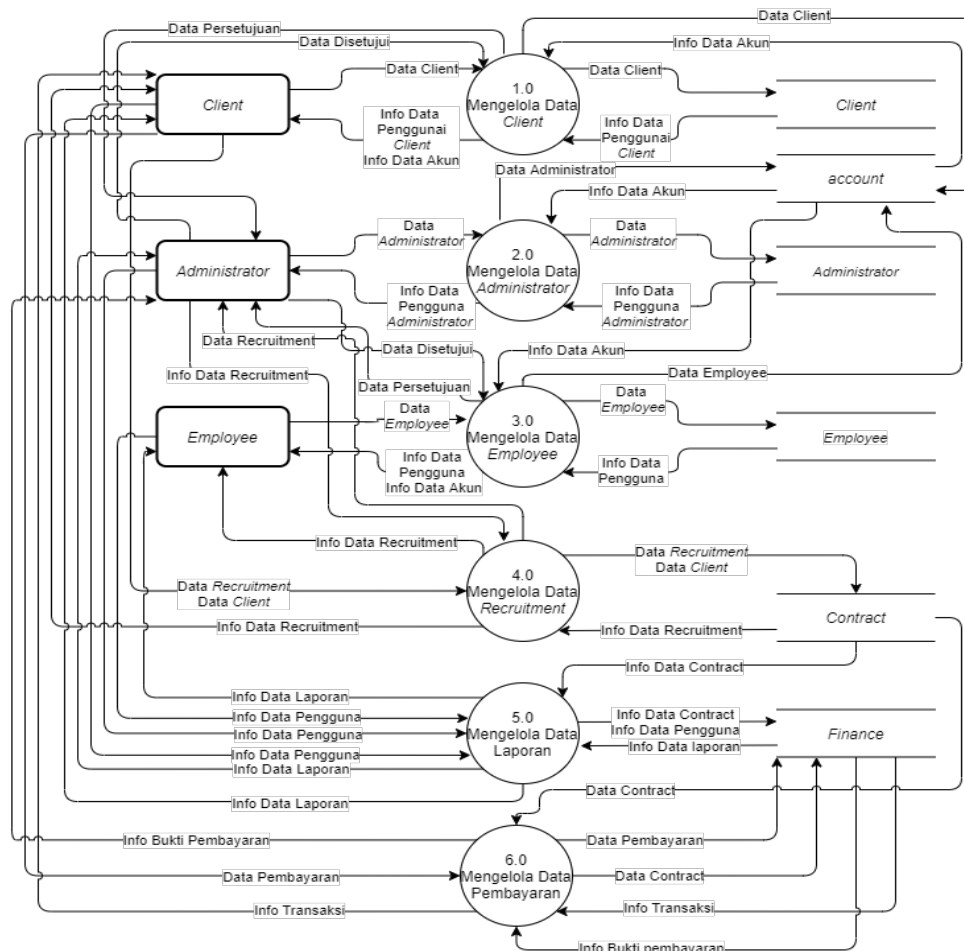 Data Client
Data Persetujuan
Data Disetujui
Info Data Akun
Data Client
Data Client
1.0
Mengelola Data
Client
Client
Client
Info Data
Penggunai
Client
Info Data Akun
Info Data
Penggunai
Client
Data Administrator
account
Info Data Akun
Data
Administrator
Data
Administrator
2.0
Mengelola Data
Administrator
Administrator
Administrator
Info Data
Pengguna
Administrator
Info Data
Pengguna
Administrator
Data Recruitment
Data Disetujui
Info Data Akun
Info Data Recruitment
Data Persetujuan
Data Employee
Data
Employee
Data
Employee
3.0
Mengelola Data
Employee
Employee
Employee
Info Data
Pengguna
Info Data Akun
Info Data
Pengguna
Info Data Recruitment
Data Recruitment
Data Client
4.0
Mengelola Data
Recruitment
Data Recruitment
Data Client
Contract
Info Data Recruitment
Info Data Recruitment
Info Data Contract
Info Data Laporan
Info Data Pengguna
Info Data Pengguna
Info Data Pengguna
Info Data Laporan
5.0
Mengelola Data
Laporan
Info Data Contract
Info Data Pengguna
Info Data laporan
Finance
Info Data Laporan
Data Contract
Info Bukti Pembayaran
Data Pembayaran
6.0
Mengelola Data
Pembayaran
Data Pembayaran
Data Contract
Info Transaksi
Info Transaksi
Info Bukti pembayaran